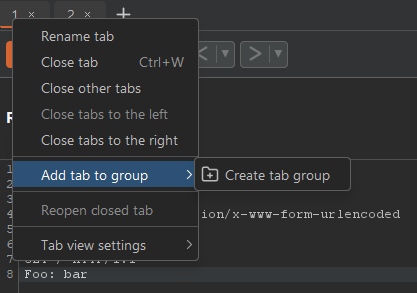 1 × 2 × +
Rename tab
Close tab Ctrl+W
Close other tabs
Close tabs to the left
Close tabs to the right
Add tab to group
Create tab group
Reopen closed tab
ion/x-www-form-urlencoded
Tab view settings
8 Foo: bar